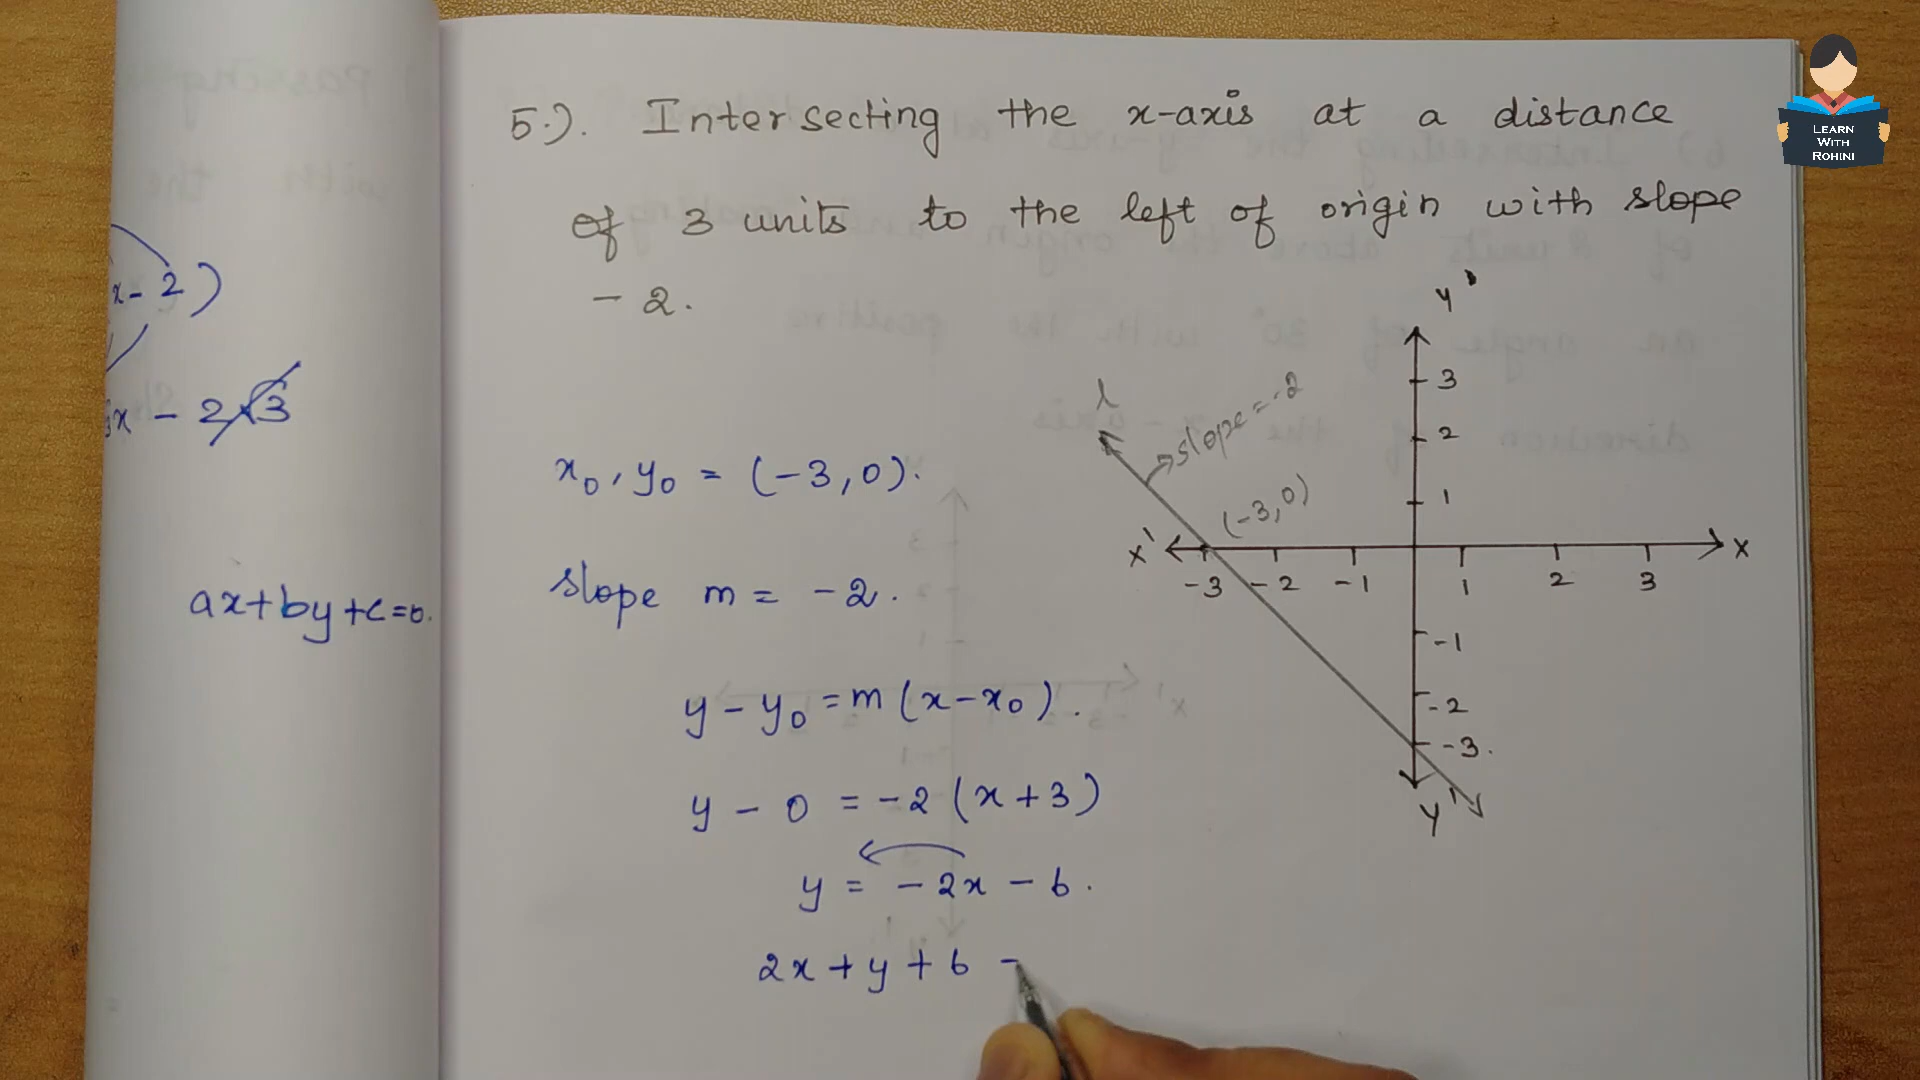 5.). Intersecting the x-axis at a distance
of 3 units to the left of origin with slope
- 2.
x₀, y₀ = (-3, 0).
slope m = -2.
y - y₀ = m (x - x₀).
y - 0 = -2 (x + 3)
y = -2x - 6.
2x + y + 6 -
x - 2)
x - 2√3
ax + by + c = 0.
y
3
2
1
l
slope = -2
(-3, 0)
x'
-3 -2 -1 1 2 3
x
-1
-2
-3.
y'
LEARN
WITH
ROHINI